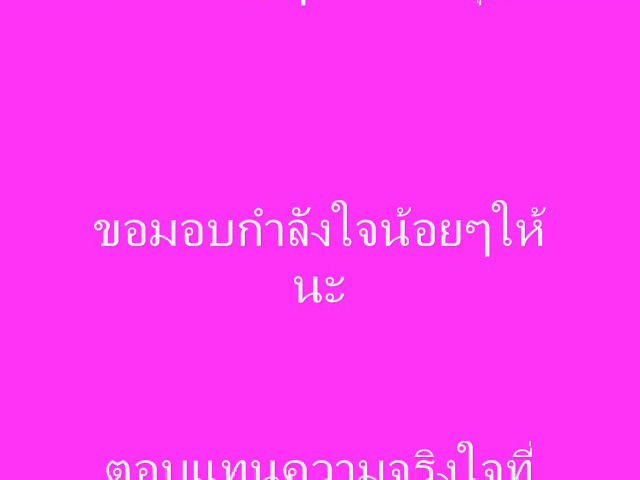 ขอมอบกำลังใจน้อยๆให้
นะ
ตอบแทนความจริงใจที่